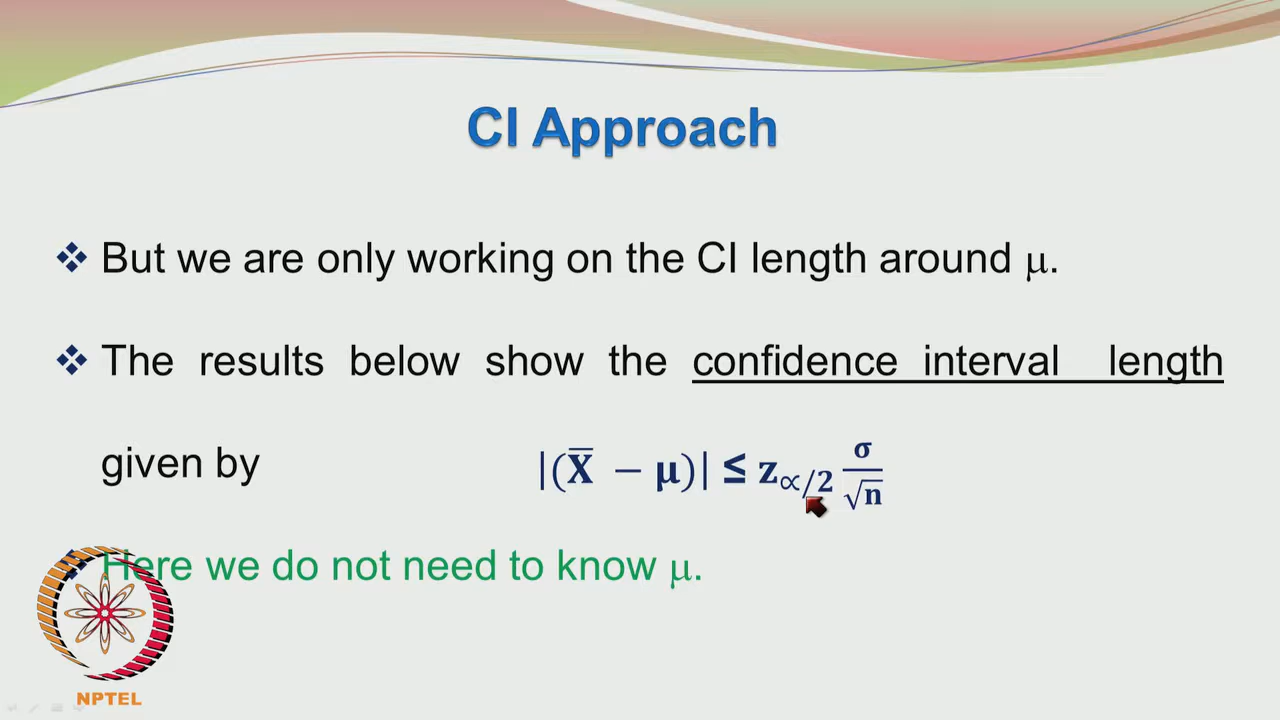 CI Approach
❖ But we are only working on the CI length around μ.
❖ The results below show the confidence interval length
given by |(X̅ − μ)| ≤ z∝/2 σ/√n
Here we do not need to know μ.
NPTEL